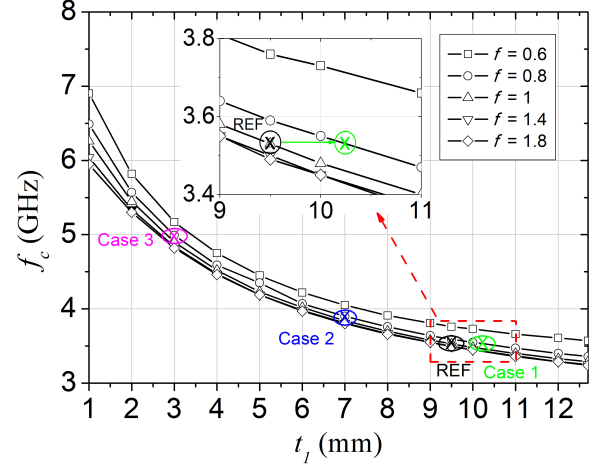 8
7
6
5
4
3
f_c (GHz)
1 2 3 4 5 6 7 8 9 10 11 12
t_1 (mm)
3.8
3.6
3.4
9 10 11
REF
X X
f = 0.6
f = 0.8
f = 1
f = 1.4
f = 1.8
Case 3
X
Case 2
X
REF
X
Case 1
X